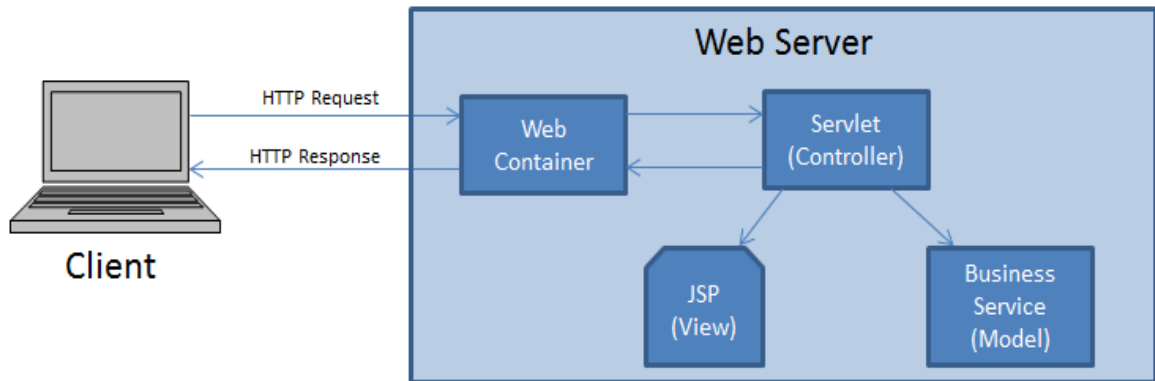 Web Server
HTTP Request
HTTP Response
Client
Web
Container
Servlet
(Controller)
JSP
(View)
Business
Service
(Model)